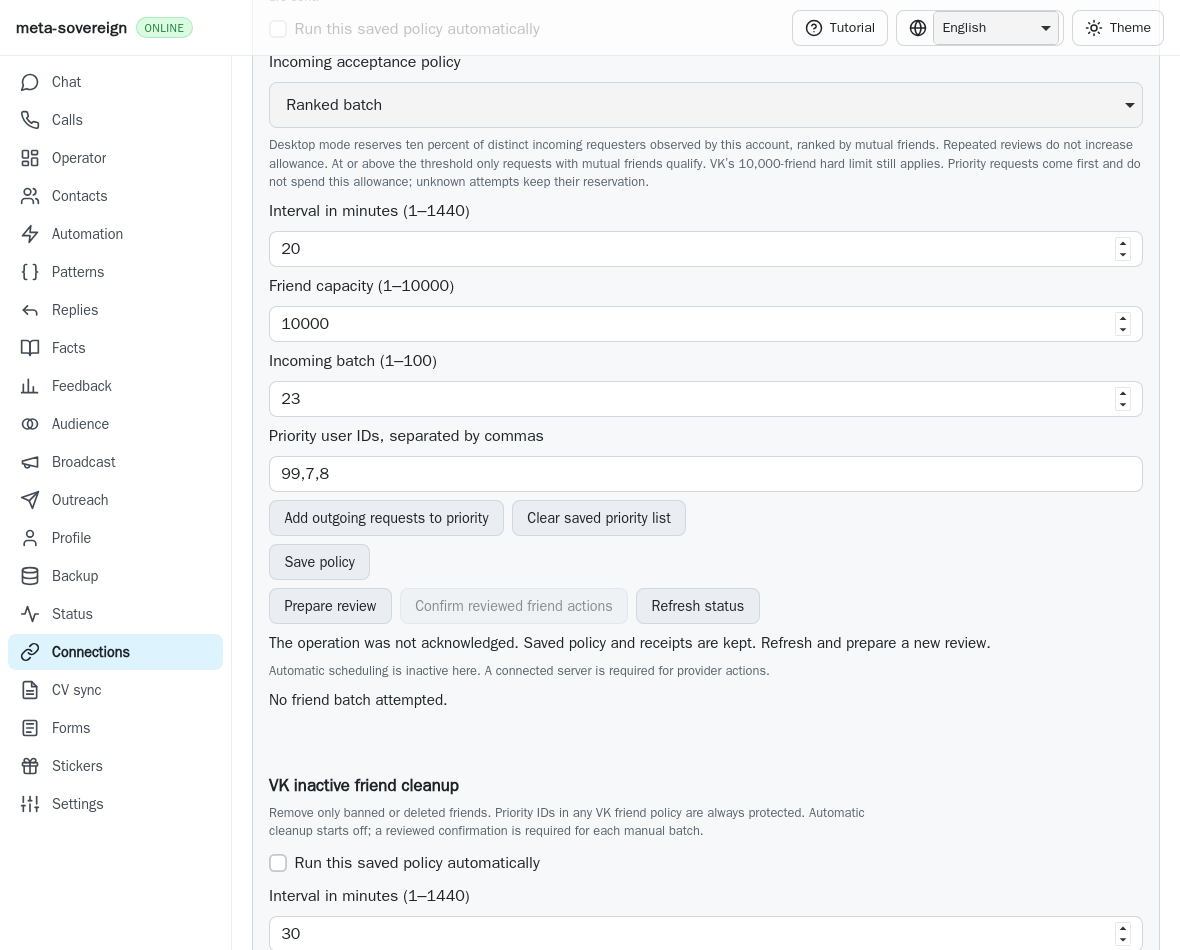 meta-sovereign ONLINE
Run this saved policy automatically
Tutorial
English
Theme
Chat
Calls
Operator
Contacts
Automation
Patterns
Replies
Facts
Feedback
Audience
Broadcast
Outreach
Profile
Backup
Status
Connections
CV sync
Forms
Stickers
Settings
Incoming acceptance policy
Ranked batch
Desktop mode reserves ten percent of distinct incoming requesters observed by this account, ranked by mutual friends. Repeated reviews do not increase
allowance. At or above the threshold only requests with mutual friends qualify. VK's 10,000-friend hard limit still applies. Priority requests come first and do
not spend this allowance; unknown attempts keep their reservation.
Interval in minutes (1–1440)
20
Friend capacity (1–10000)
10000
Incoming batch (1–100)
23
Priority user IDs, separated by commas
99,7,8
Add outgoing requests to priority
Clear saved priority list
Save policy
Prepare review
Confirm reviewed friend actions
Refresh status
The operation was not acknowledged. Saved policy and receipts are kept. Refresh and prepare a new review.
Automatic scheduling is inactive here. A connected server is required for provider actions.
No friend batch attempted.
VK inactive friend cleanup
Remove only banned or deleted friends. Priority IDs in any VK friend policy are always protected. Automatic
cleanup starts off; a reviewed confirmation is required for each manual batch.
Run this saved policy automatically
Interval in minutes (1–1440)
30